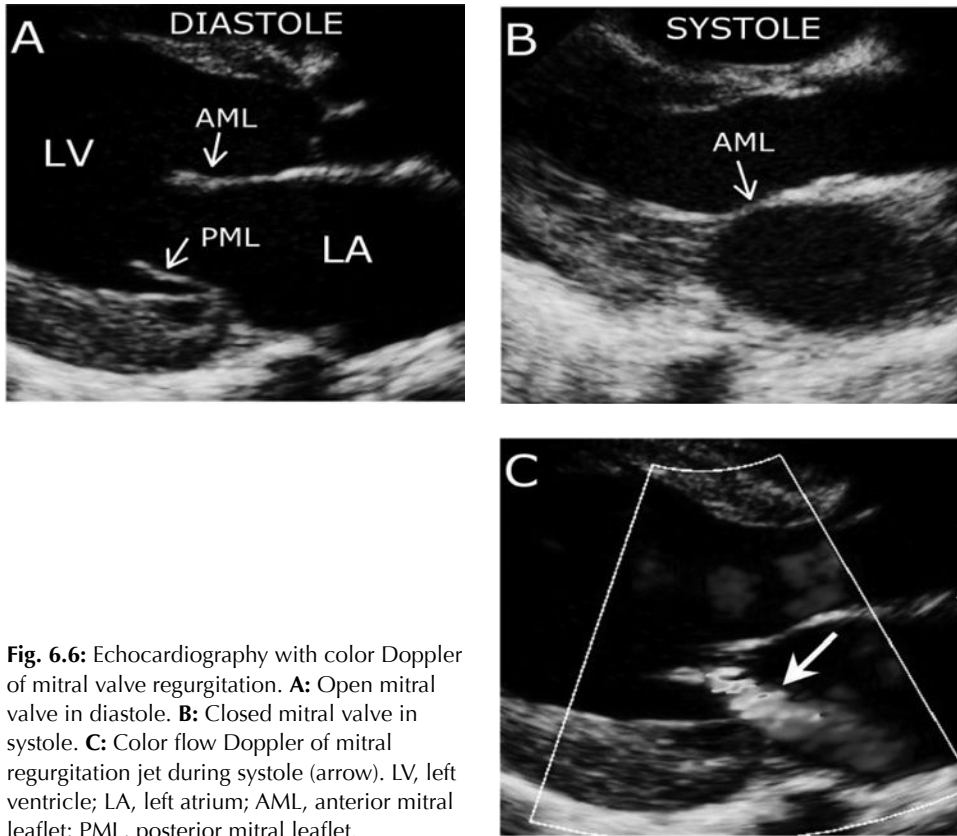 A
DIASTOLE
AML
LV
PML
LA
B
SYSTOLE
AML
C
Fig. 6.6: Echocardiography with color Doppler
of mitral valve regurgitation. A: Open mitral
valve in diastole. B: Closed mitral valve in
systole. C: Color flow Doppler of mitral
regurgitation jet during systole (arrow). LV, left
ventricle; LA, left atrium; AML, anterior mitral
leaflet; PML, posterior mitral leaflet